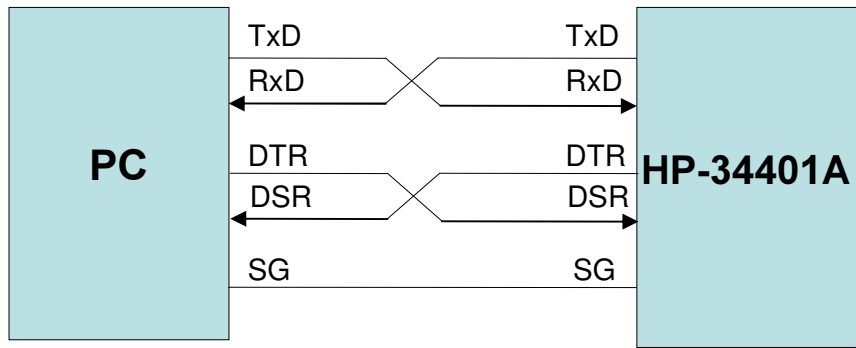 TxD TxD
RxD RxD
PC
DTR DTR
HP-34401A
DSR DSR
SG SG